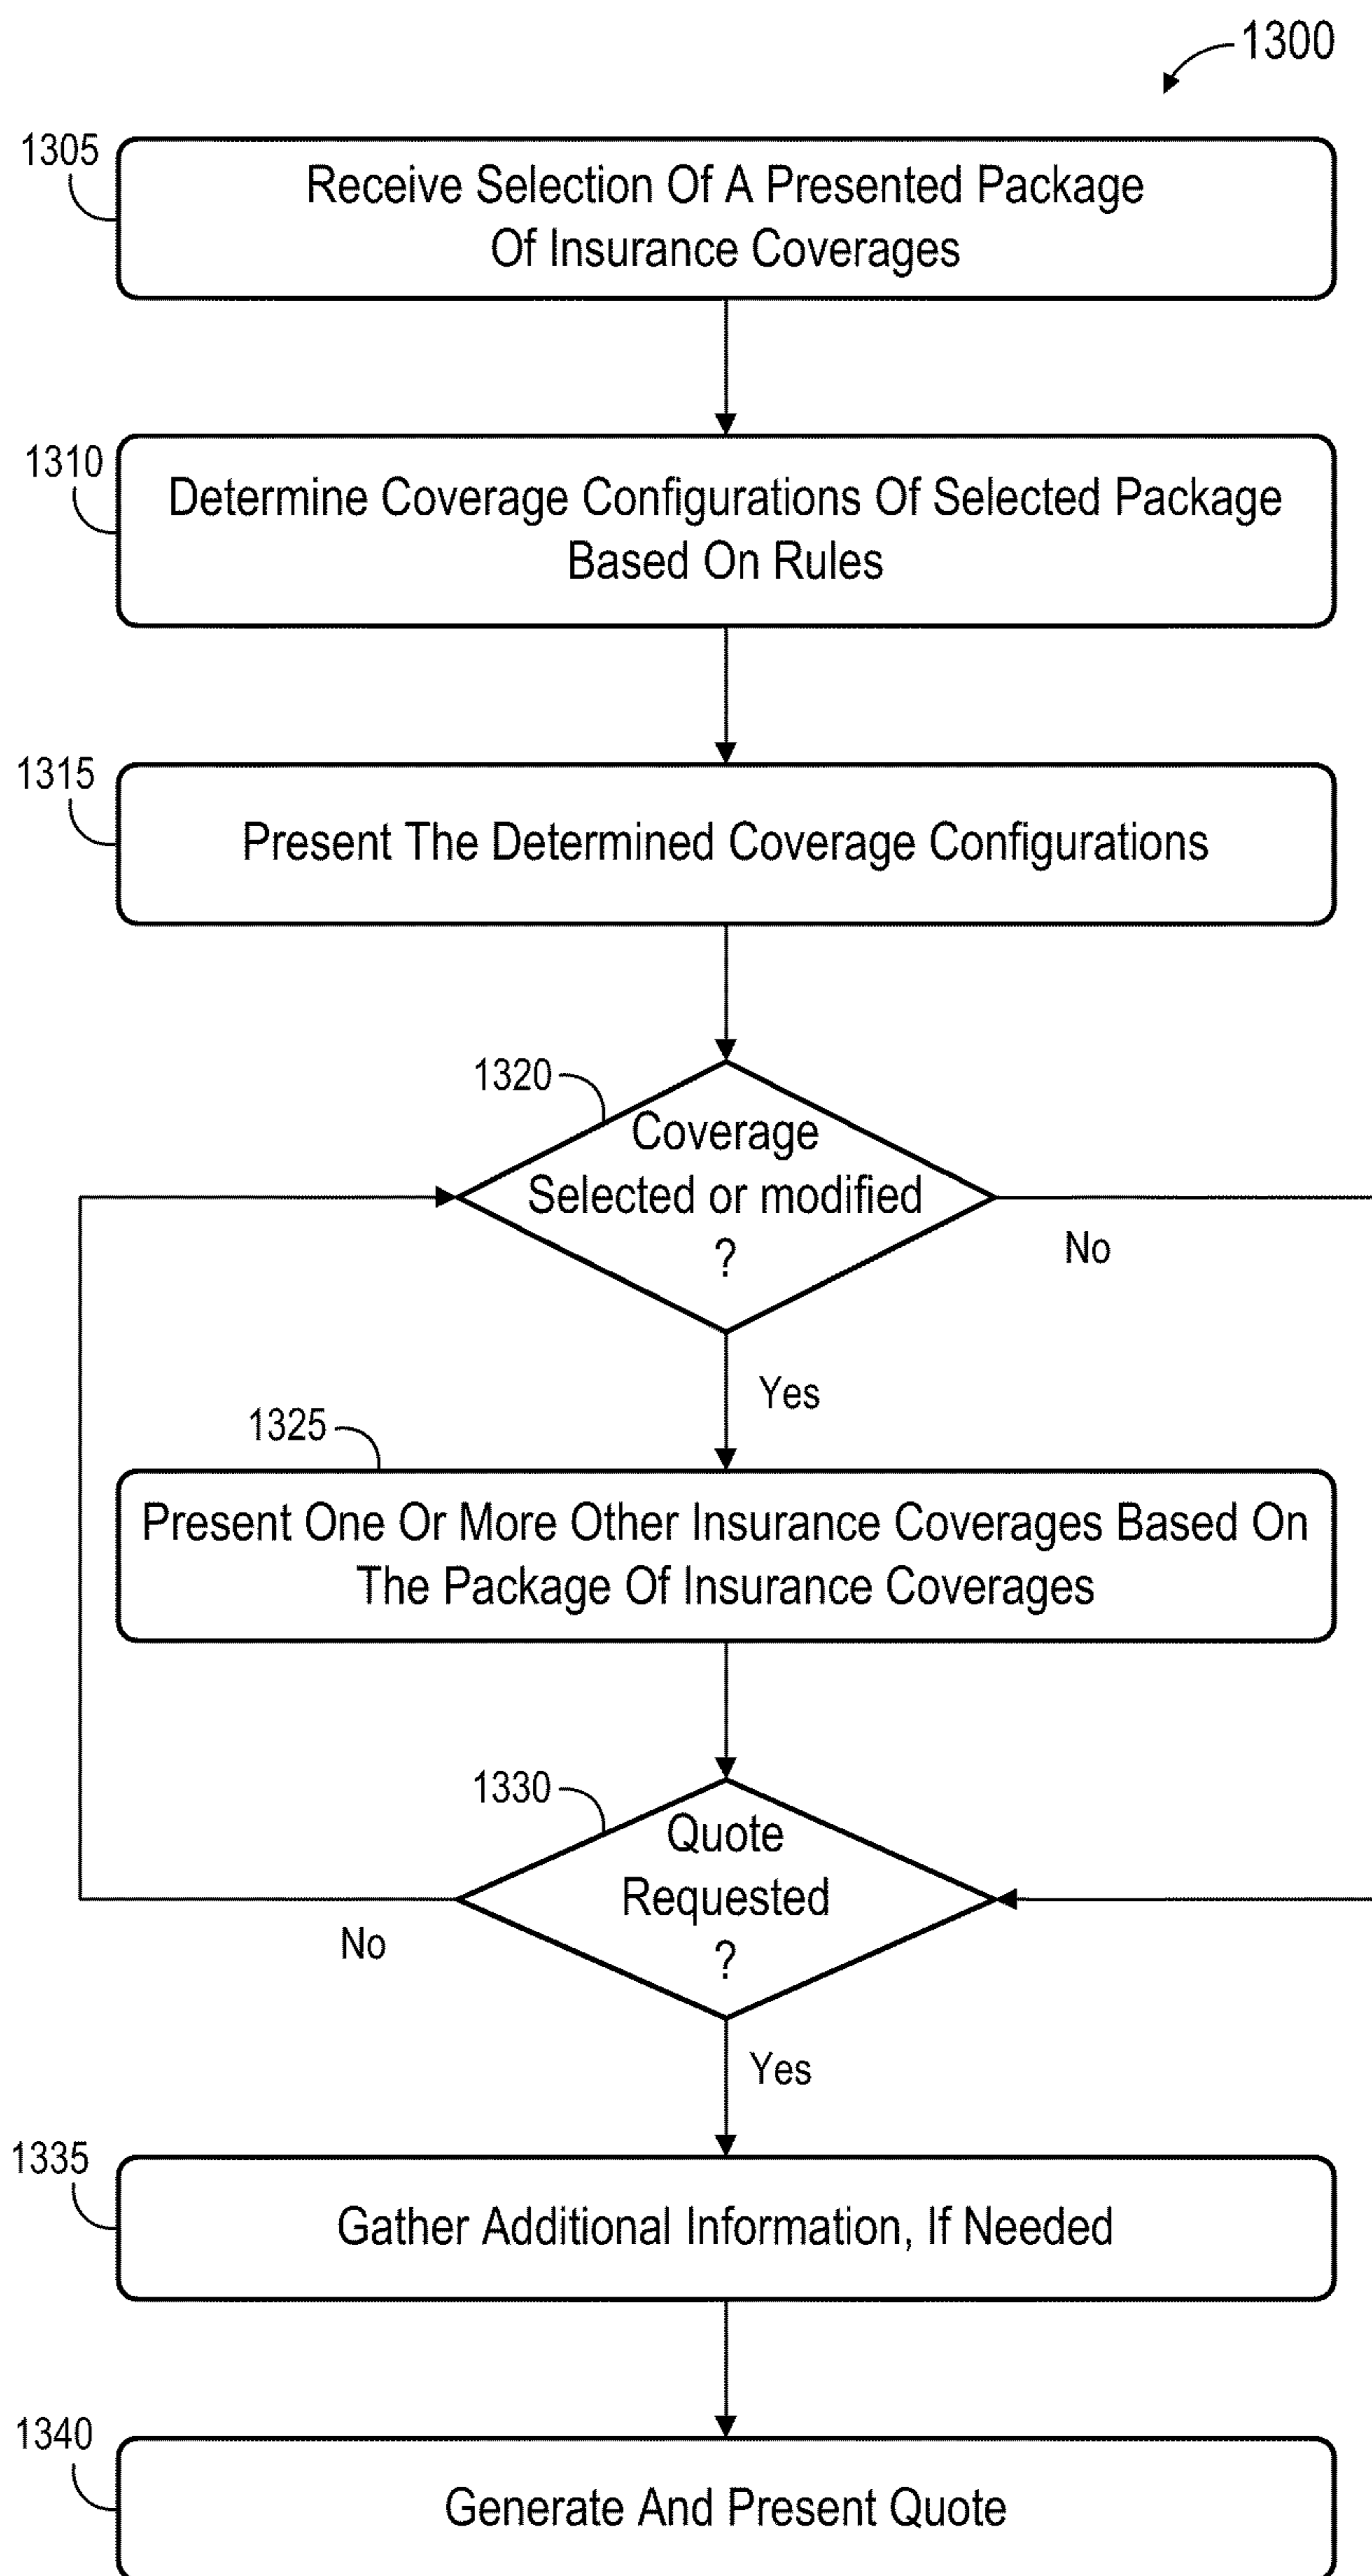 1300
1305
Receive Selection Of A Presented Package
Of Insurance Coverages
1310
Determine Coverage Configurations Of Selected Package
Based On Rules
1315
Present The Determined Coverage Configurations
1320
Coverage
Selected or modified
?
No
Yes
1325
Present One Or More Other Insurance Coverages Based On
The Package Of Insurance Coverages
1330
Quote
Requested
?
No
Yes
1335
Gather Additional Information, If Needed
1340
Generate And Present Quote